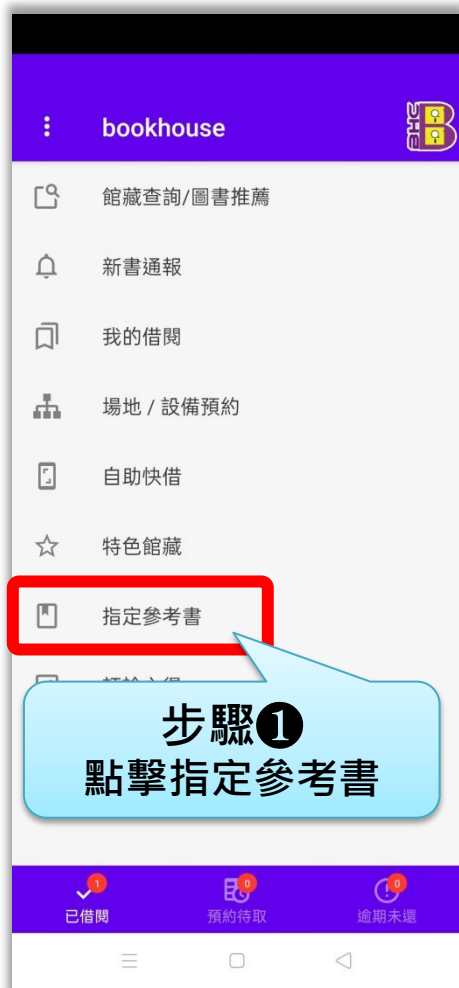 bookhouse
館藏查詢/圖書推薦
新書通報
我的借閱
場地 / 設備預約
自助快借
特色館藏
指定參考書
步驟❶
點擊指定參考書
1
0
0
已借閱
預約待取
逾期未還